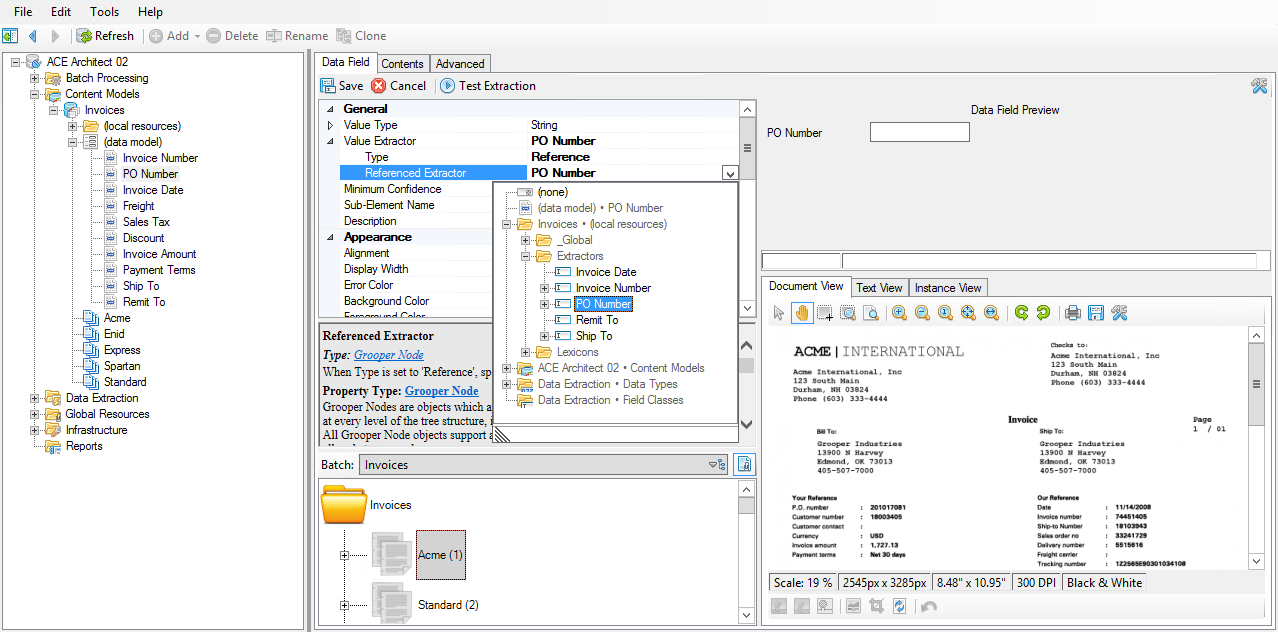 File Edit Tools Help
Refresh Add Delete Rename Clone
ACE Architect 02
Batch Processing
Content Models
Invoices
(local resources)
(data model)
Invoice Number
PO Number
Invoice Date
Freight
Sales Tax
Discount
Invoice Amount
Payment Terms
Ship To
Remit To
Acme
Enid
Express
Spartan
Standard
Data Extraction
Global Resources
Infrastructure
Reports
Data Field Contents Advanced
Save Cancel Test Extraction
General
Value Type String
Value Extractor PO Number
Type Reference
Referenced Extractor PO Number
Minimum Confidence
Sub-Element Name
Description
Appearance
Alignment
Display Width
Error Color
Background Color
Foreground Color
(none)
(data model) • PO Number
Invoices • (local resources)
_Global
Extractors
Invoice Date
Invoice Number
PO Number
Remit To
Ship To
Lexicons
ACE Architect 02 • Content Models
Data Extraction • Data Types
Data Extraction • Field Classes
Referenced Extractor
Type: Grooper Node
When Type is set to 'Reference', sp
Property Type: Grooper Node
Grooper Nodes are objects which a
at every level of the tree structure, i
All Grooper Node objects support a
Batch: Invoices
Invoices
Acme (1)
Standard (2)
Data Field Preview
PO Number
Document View Text View Instance View
ACME | INTERNATIONAL
Acme International, Inc
123 South Main
Durham, NH 03824
Phone (603) 333-4444
Checks to:
Acme International, Inc
123 South Main
Durham, NH 03824
Phone (603) 333-4444
Invoice
Page
1 / 01
Bill To:
Grooper Industries
13900 N Harvey
Edmond, OK 73013
405-507-7000
Ship To:
Grooper Industries
13900 N Harvey
Edmond, OK 73013
405-507-7000
Your Reference
P.O. number : 201017081
Customer number : 18003405
Customer contact :
Currency : USD
Invoice amount : 1,727.13
Payment terms : Net 30 days
Our Reference
Date : 11/14/2008
Invoice number : 74451405
Ship-to Number : 18103943
Sales order no : 33241729
Delivery number : 5515616
Freight carrier :
Tracking number : 1Z2565E90301034108
Scale: 19 % 2545px x 3285px 8.48" x 10.95" 300 DPI Black & White